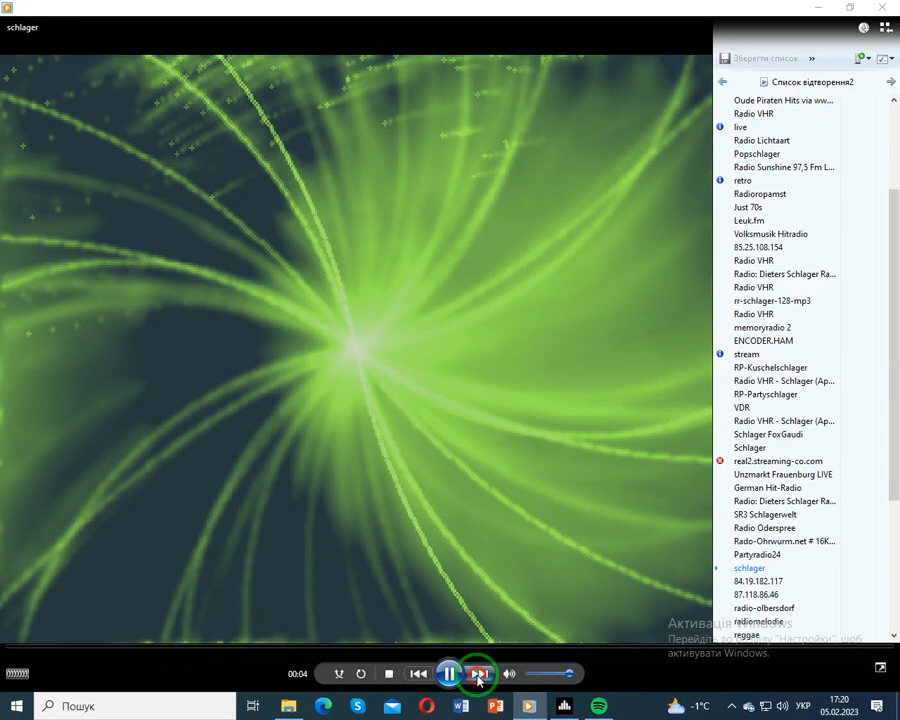 schlager
Зберегти список »
Список відтворення2
Oude Piraten Hits via ww...
Radio VHR
live
Radio Lichtaart
Popschlager
Radio Sunshine 97,5 Fm L...
retro
Radioropamst
Just 70s
Leuk.fm
Volksmusik Hitradio
85.25.108.154
Radio VHR
Radio: Dieters Schlager Ra...
Radio VHR
rr-schlager-128-mp3
Radio VHR
memoryradio 2
ENCODER.HAM
stream
RP-Kuschelschlager
Radio VHR - Schlager (Ap...
RP-Partyschlager
VDR
Radio VHR - Schlager (Ap...
Schlager FoxGaudi
Schlager
real2.streaming-co.com
Unzmarkt Frauenburg LIVE
German Hit-Radio
Radio: Dieters Schlager Ra...
SR3 Schlagerwelt
Radio Oderspree
Rado-Ohrwurm.net # 16K...
Partyradio24
schlager
84.19.182.117
87.118.86.46
radio-olbersdorf
radiomelodie
reggae
Активація Windows
Перейдіть до розділу "Настройки", щоб
активувати Windows.
00:04
Пошук
-1°C
УКР
17:20
05.02.2023